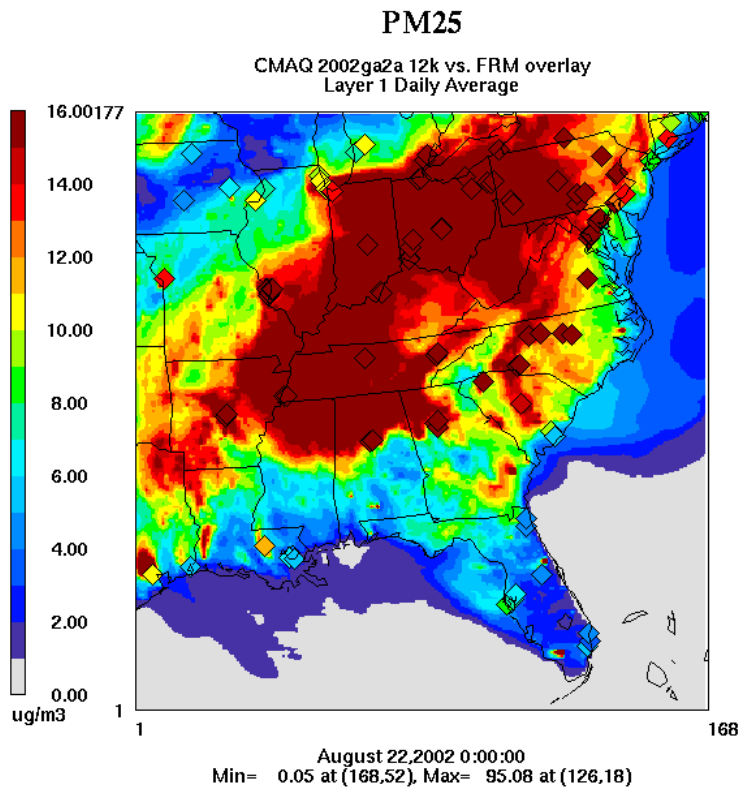 PM25
CMAQ 2002ga2a 12k vs. FRM overlay
Layer 1 Daily Average
16.00
177
14.00
12.00
10.00
8.00
6.00
4.00
2.00
0.00
ug/m3
1
1
168
August 22,2002 0:00:00
Min= 0.05 at (168,52), Max= 95.08 at (126,18)